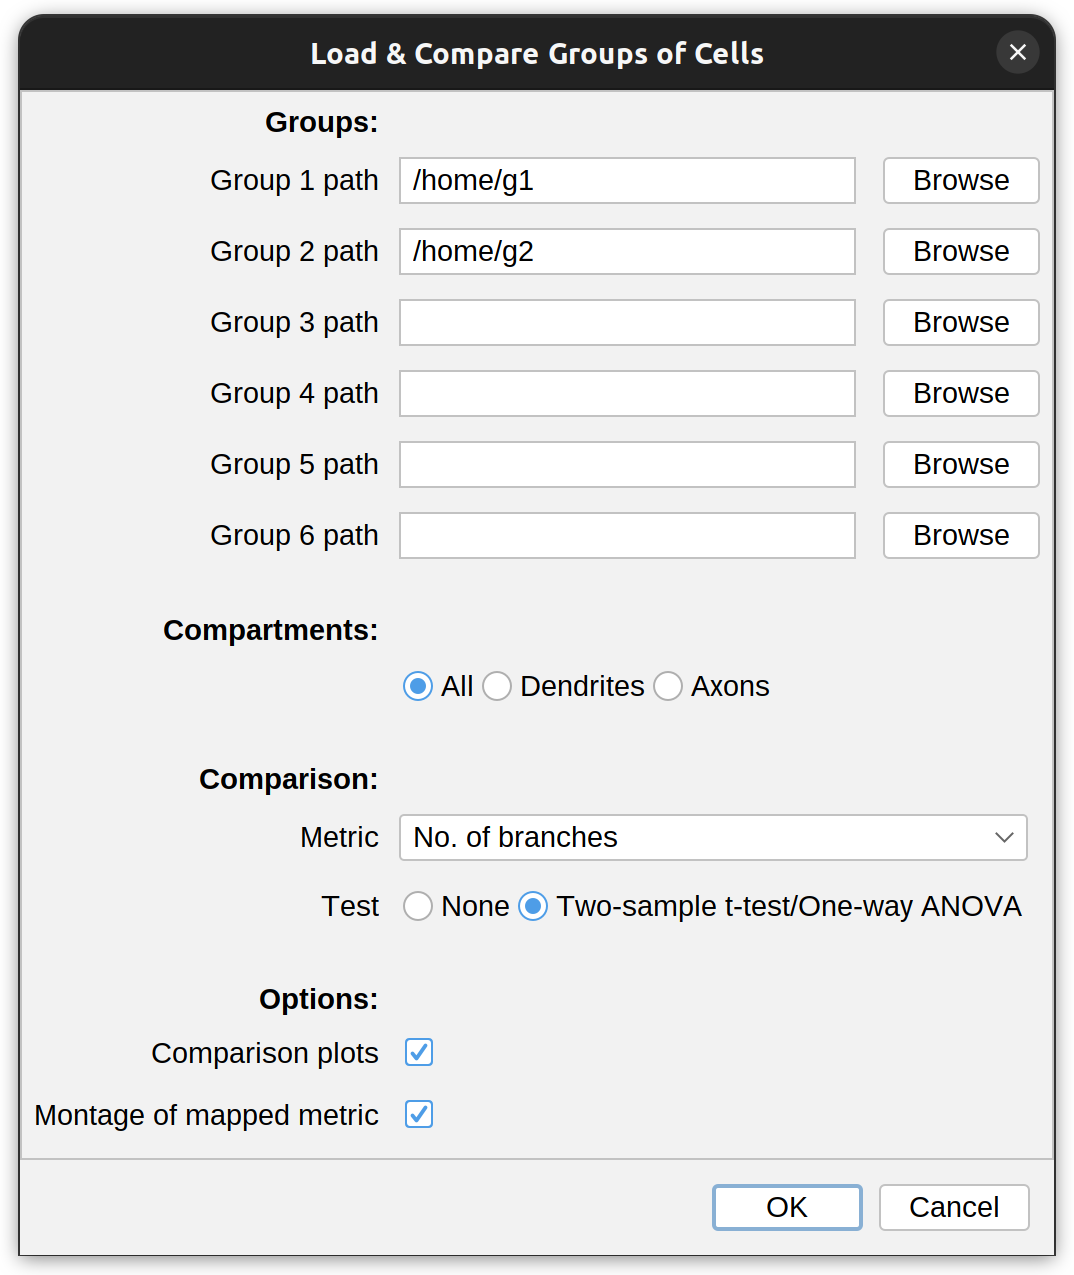 Load & Compare Groups of Cells
Groups:
Group 1 path /home/g1 Browse
Group 2 path /home/g2 Browse
Group 3 path Browse
Group 4 path Browse
Group 5 path Browse
Group 6 path Browse
Compartments:
All Dendrites Axons
Comparison:
Metric No. of branches
Test None Two-sample t-test/One-way ANOVA
Options:
Comparison plots
Montage of mapped metric
OK Cancel